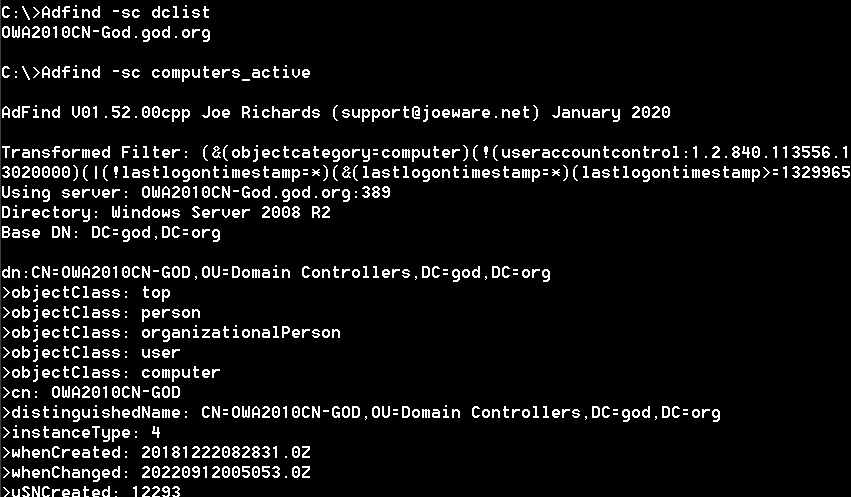 C:\>Adfind -sc dclist
OWA2010CN-God.god.org
C:\>Adfind -sc computers_active
AdFind V01.52.00cpp Joe Richards (support@joeware.net) January 2020
Transformed Filter: (&(objectcategory=computer)(!(useraccountcontrol:1.2.840.113556.1
3020000)(|(!lastlogontimestamp=*)(&(lastlogontimestamp=*)(lastlogontimestamp>=1329965
Using server: OWA2010CN-God.god.org:389
Directory: Windows Server 2008 R2
Base DN: DC=god,DC=org
dn:CN=OWA2010CN-GOD,OU=Domain Controllers,DC=god,DC=org
>objectClass: top
>objectClass: person
>objectClass: organizationalPerson
>objectClass: user
>objectClass: computer
>cn: OWA2010CN-GOD
>distinguishedName: CN=OWA2010CN-GOD,OU=Domain Controllers,DC=god,DC=org
>instanceType: 4
>whenCreated: 20181222082831.0Z
>whenChanged: 20220912005053.0Z
>uSNCreated: 12293